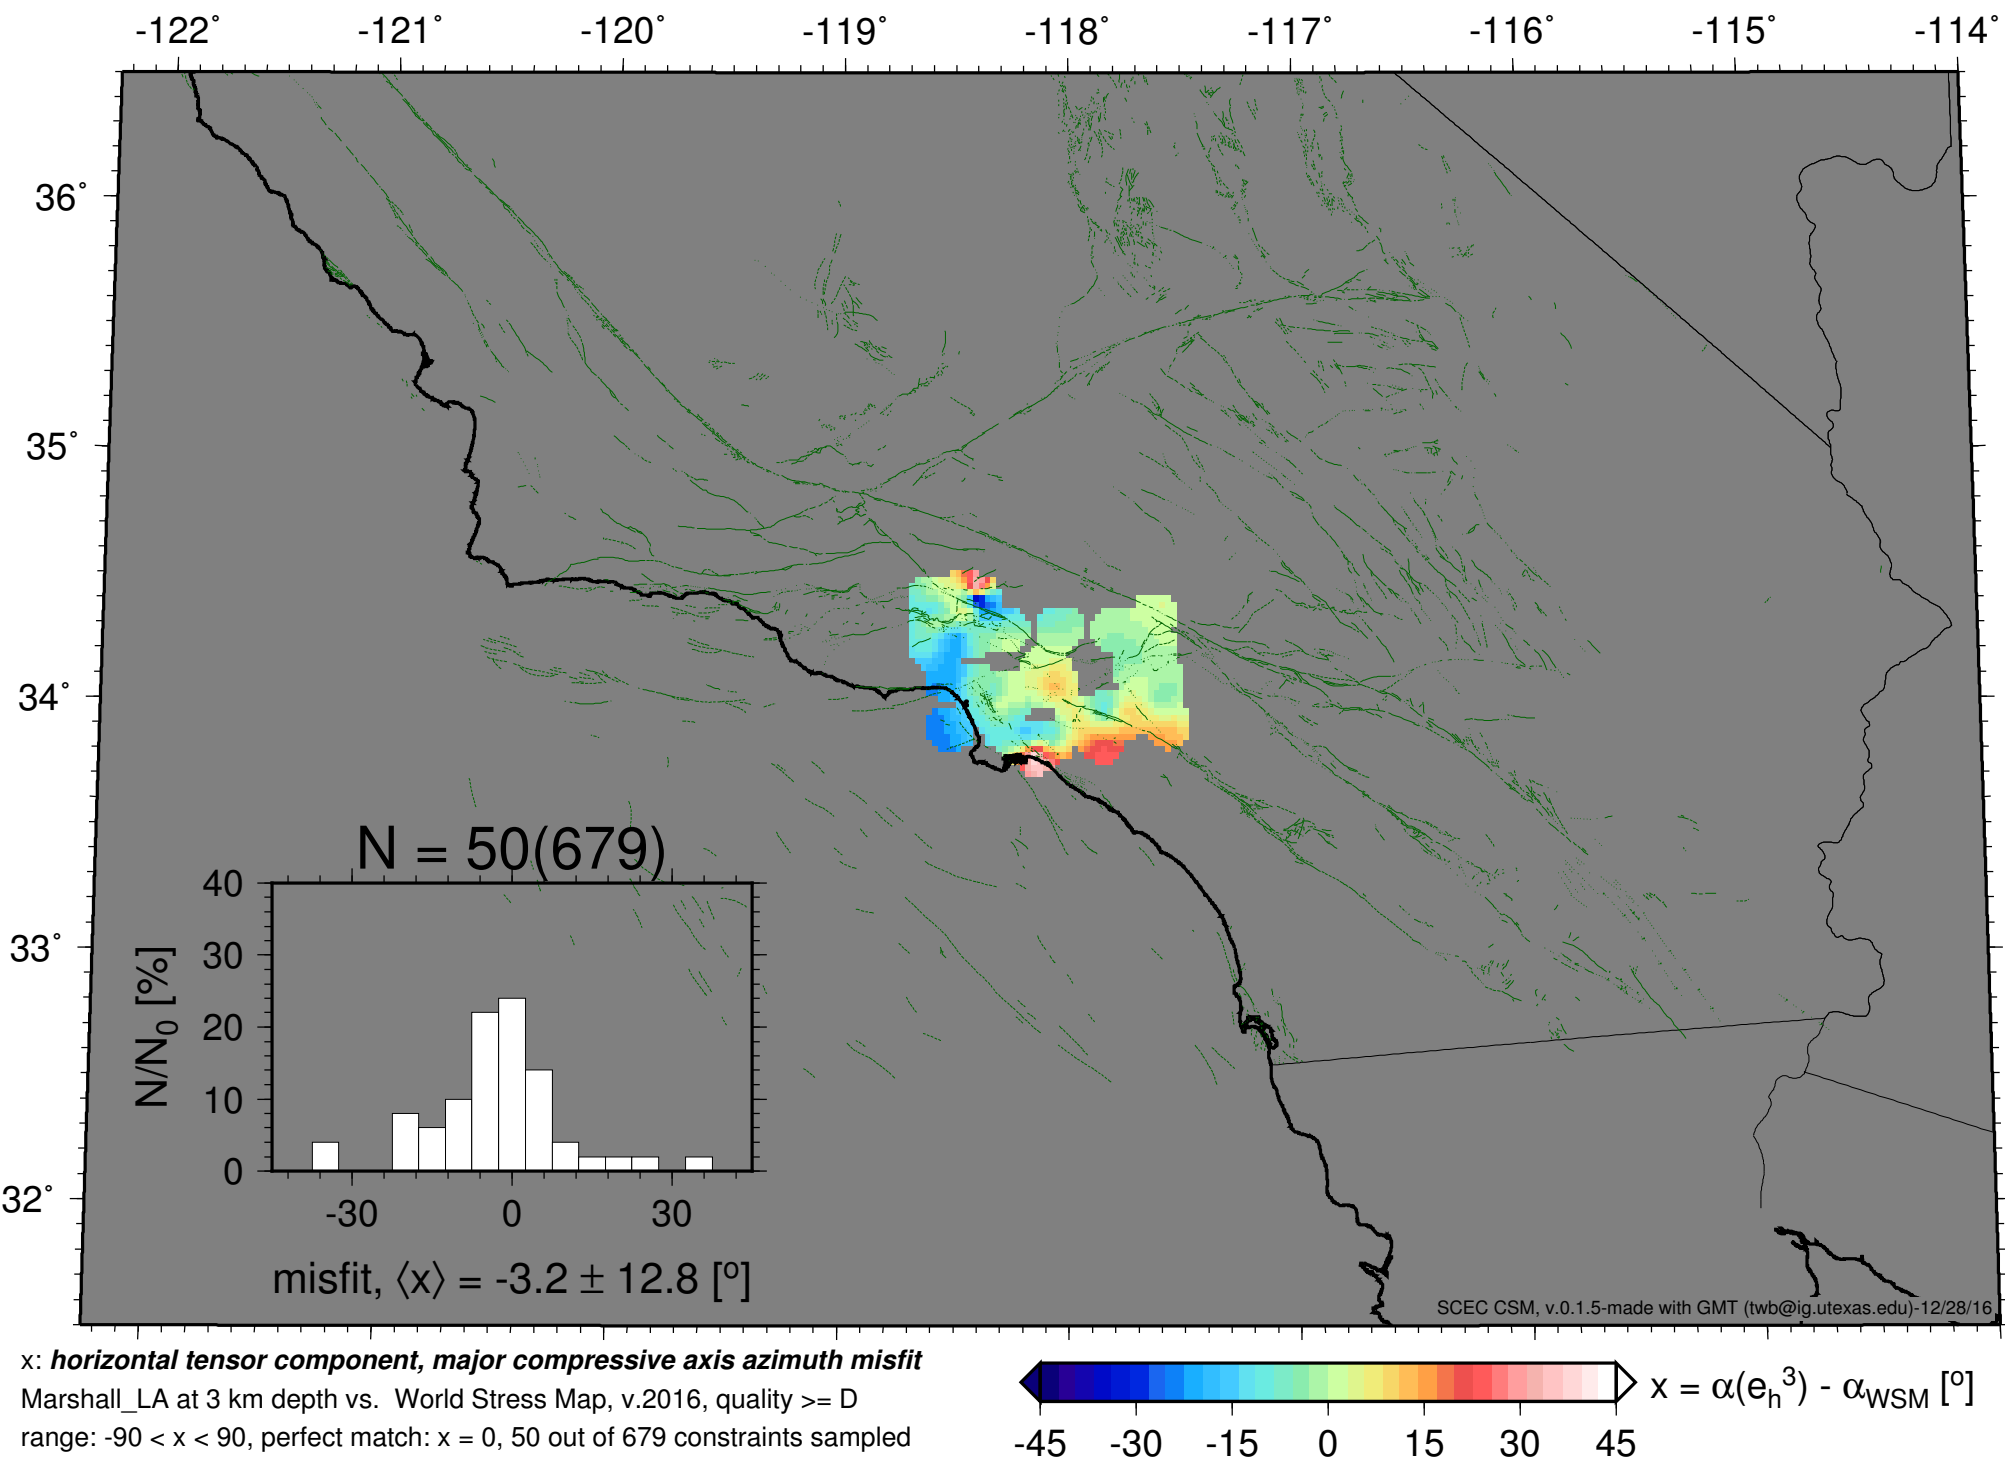 -122° -121° -120° -119° -118° -117° -116° -115° -114°
36°
35°
34°
33°
32°
N = 50(679)
40
30
20
10
0
N/N0 [%]
-30 0 30
misfit, ⟨x⟩ = -3.2 ± 12.8 [°]
SCEC CSM, v.0.1.5-made with GMT (twb@ig.utexas.edu)-12/28/16
x: horizontal tensor component, major compressive axis azimuth misfit
Marshall_LA at 3 km depth vs. World Stress Map, v.2016, quality >= D
range: -90 < x < 90, perfect match: x = 0, 50 out of 679 constraints sampled
x = α(eh3) - αWSM [°]
-45 -30 -15 0 15 30 45